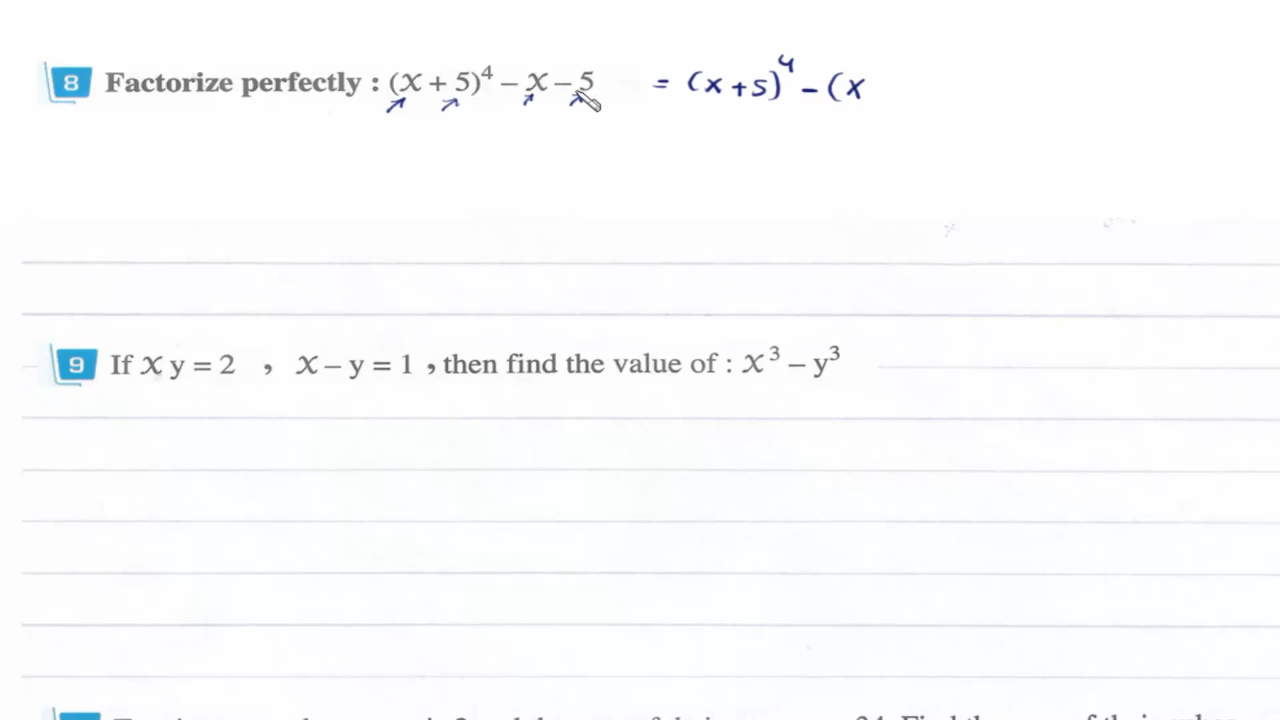 8 Factorize perfectly : (x + 5)⁴ – x – 5 = (x+5)⁴ – (x
9 If x y = 2 , x – y = 1 , then find the value of : x³ – y³